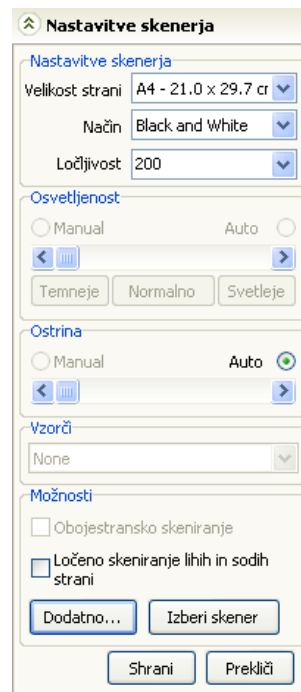 Nastavitve skenerja
Nastavitve skenerja
Velikost strani A4 - 21.0 x 29.7 cr
Način Black and White
Ločljivost 200
Osvetljenost
Manual Auto
Temneje Normalno Svetleje
Ostrina
Manual Auto
Vzorči
None
Možnosti
Obojestransko skeniranje
Ločeno skeniranje lihih in sodih
strani
Dodatno... Izberi skener
Shrani Prekliči